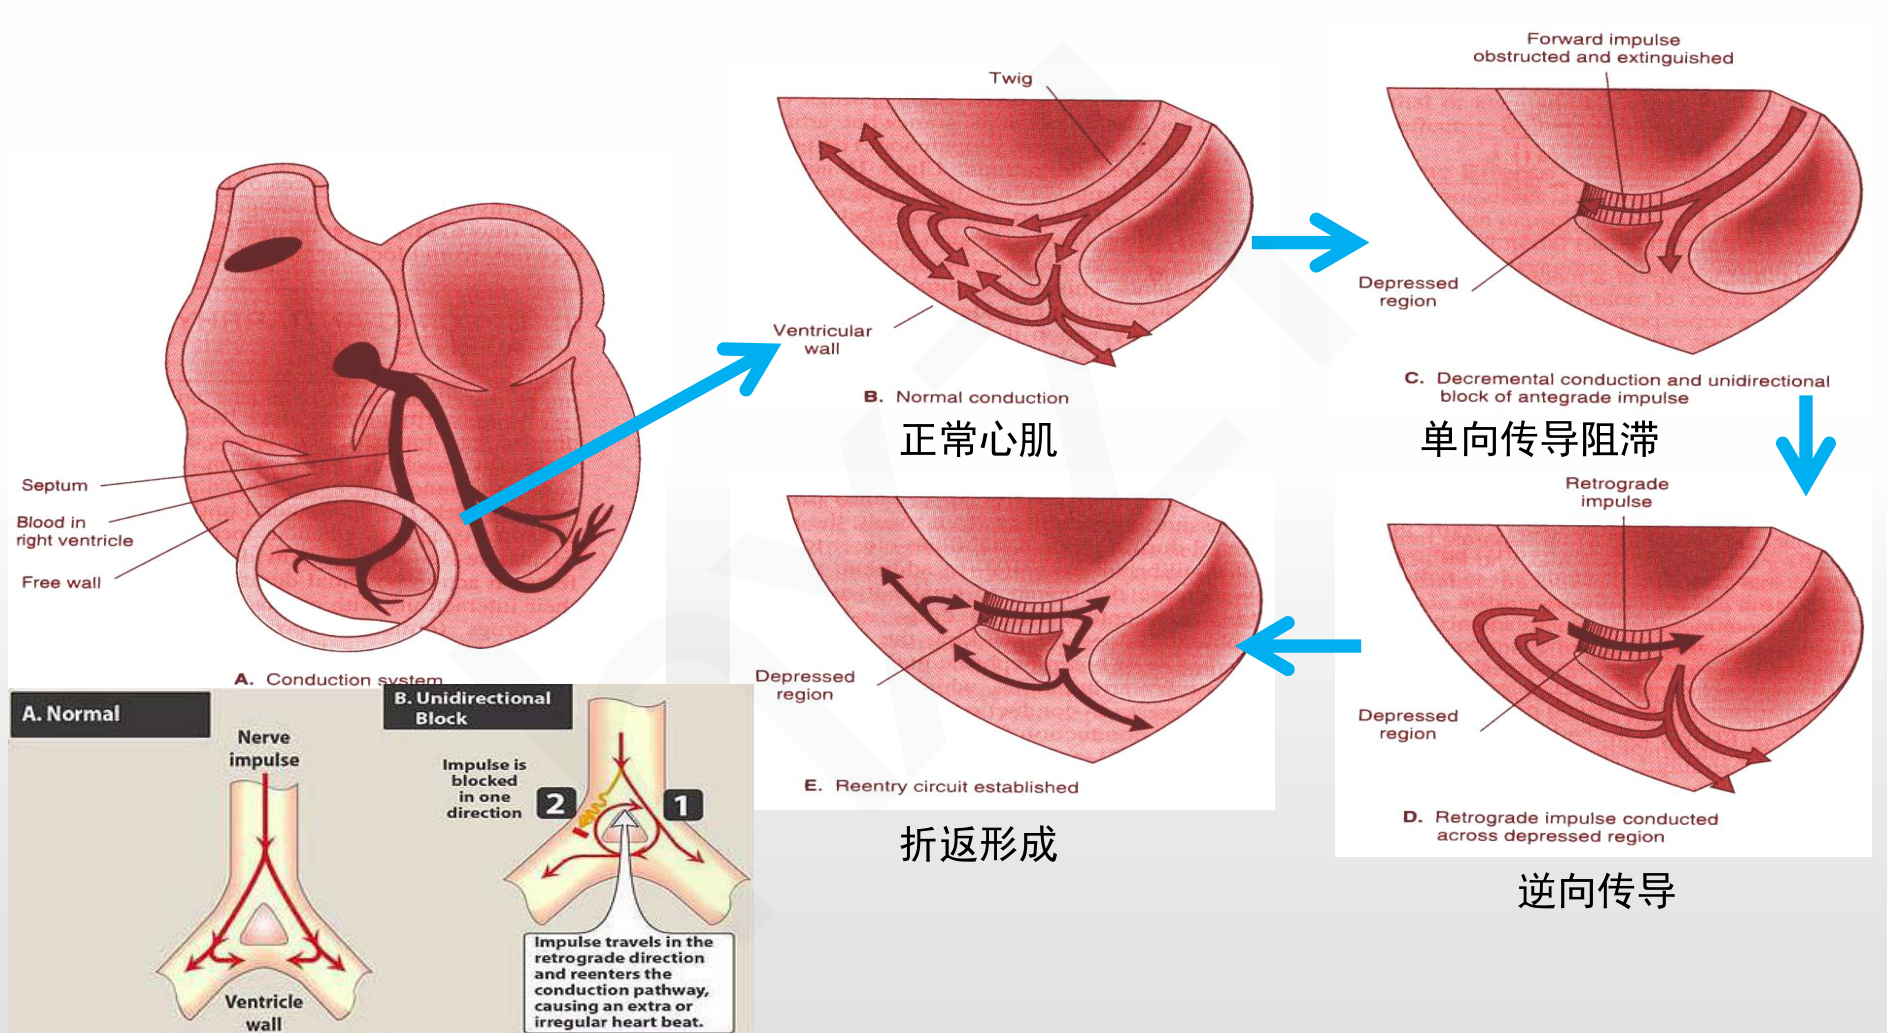 Septum
Blood in
right ventricle
Free wall
A. Conduction system
Twig
Ventricular
wall
B. Normal conduction
正常心肌
Forward impulse
obstructed and extinguished
Depressed
region
C. Decremental conduction and unidirectional
block of antegrade impulse
单向传导阻滞
Retrograde
impulse
Depressed
region
D. Retrograde impulse conducted
across depressed region
逆向传导
Depressed
region
E. Reentry circuit established
折返形成
A. Normal
Nerve
impulse
Ventricle
wall
B. Unidirectional
Block
Impulse is
blocked
in one
direction
2
1
Impulse travels in the
retrograde direction
and reenters the
conduction pathway,
causing an extra or
irregular heart beat.